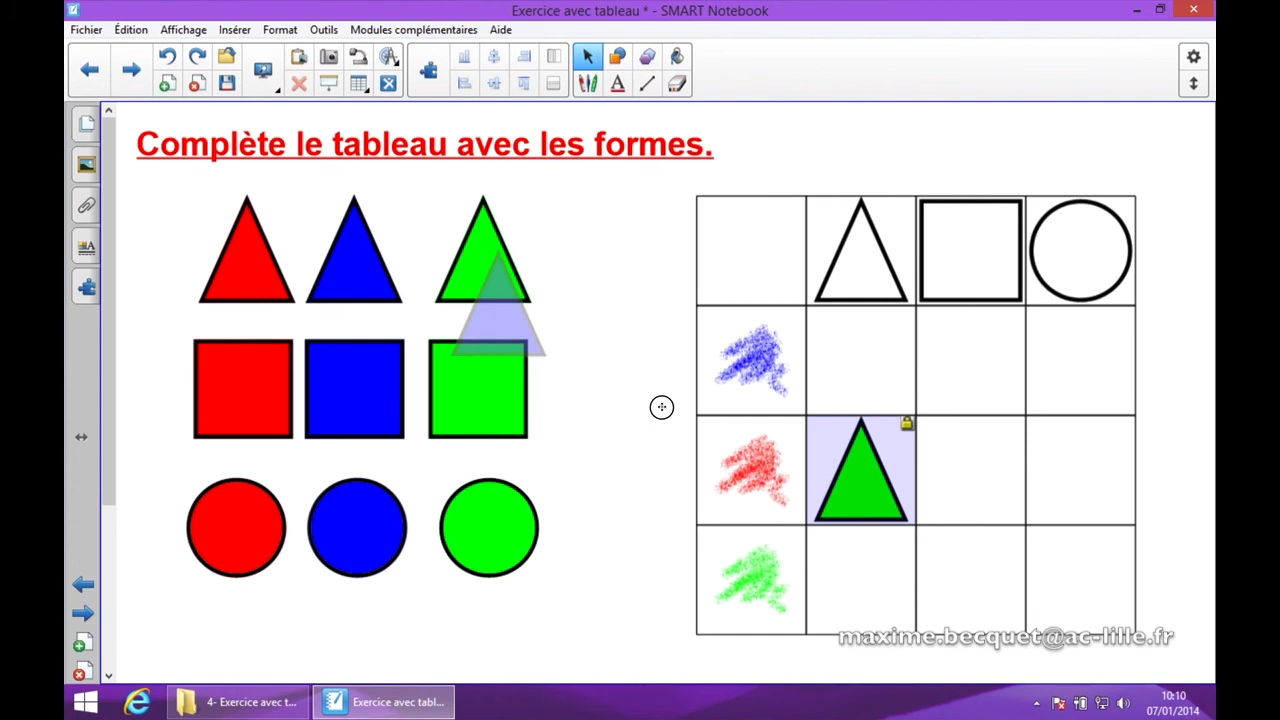 Exercice avec tableau * - SMART Notebook
Fichier Édition Affichage Insérer Format Outils Modules complémentaires Aide
Complète le tableau avec les formes.
maxime.becquet@ac-lille.fr
4- Exercice avec t... Exercice avec tabl...
10:10
07/01/2014